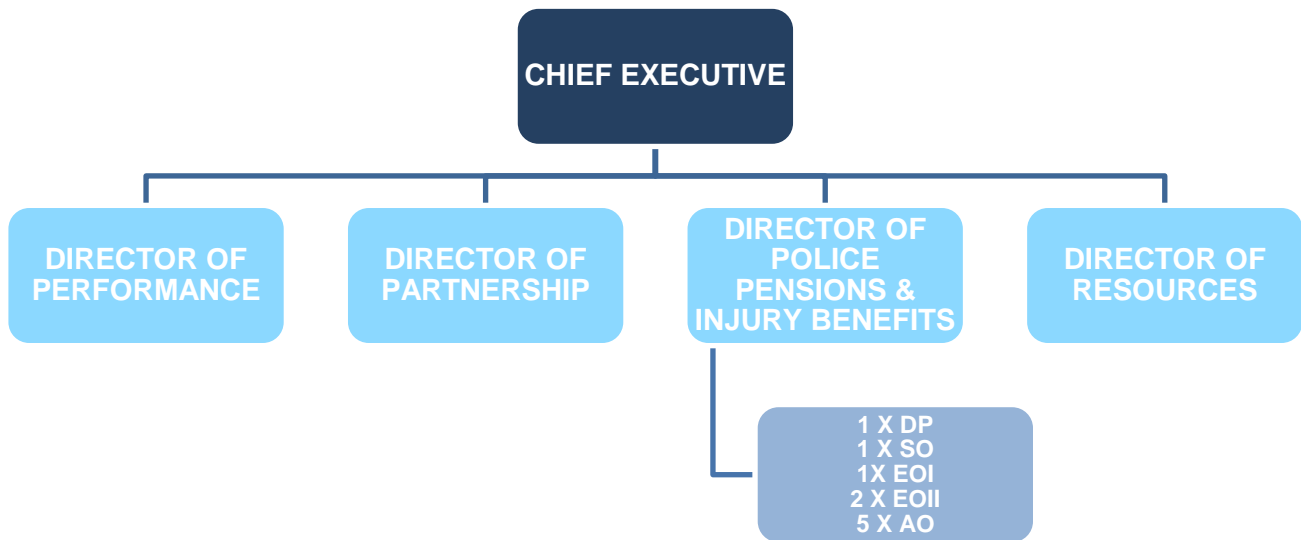 CHIEF EXECUTIVE
DIRECTOR OF
PERFORMANCE
DIRECTOR OF
PARTNERSHIP
DIRECTOR OF
POLICE
PENSIONS &
INJURY BENEFITS
DIRECTOR OF
RESOURCES
1 X DP
1 X SO
1X EOI
2 X EOII
5 X AO